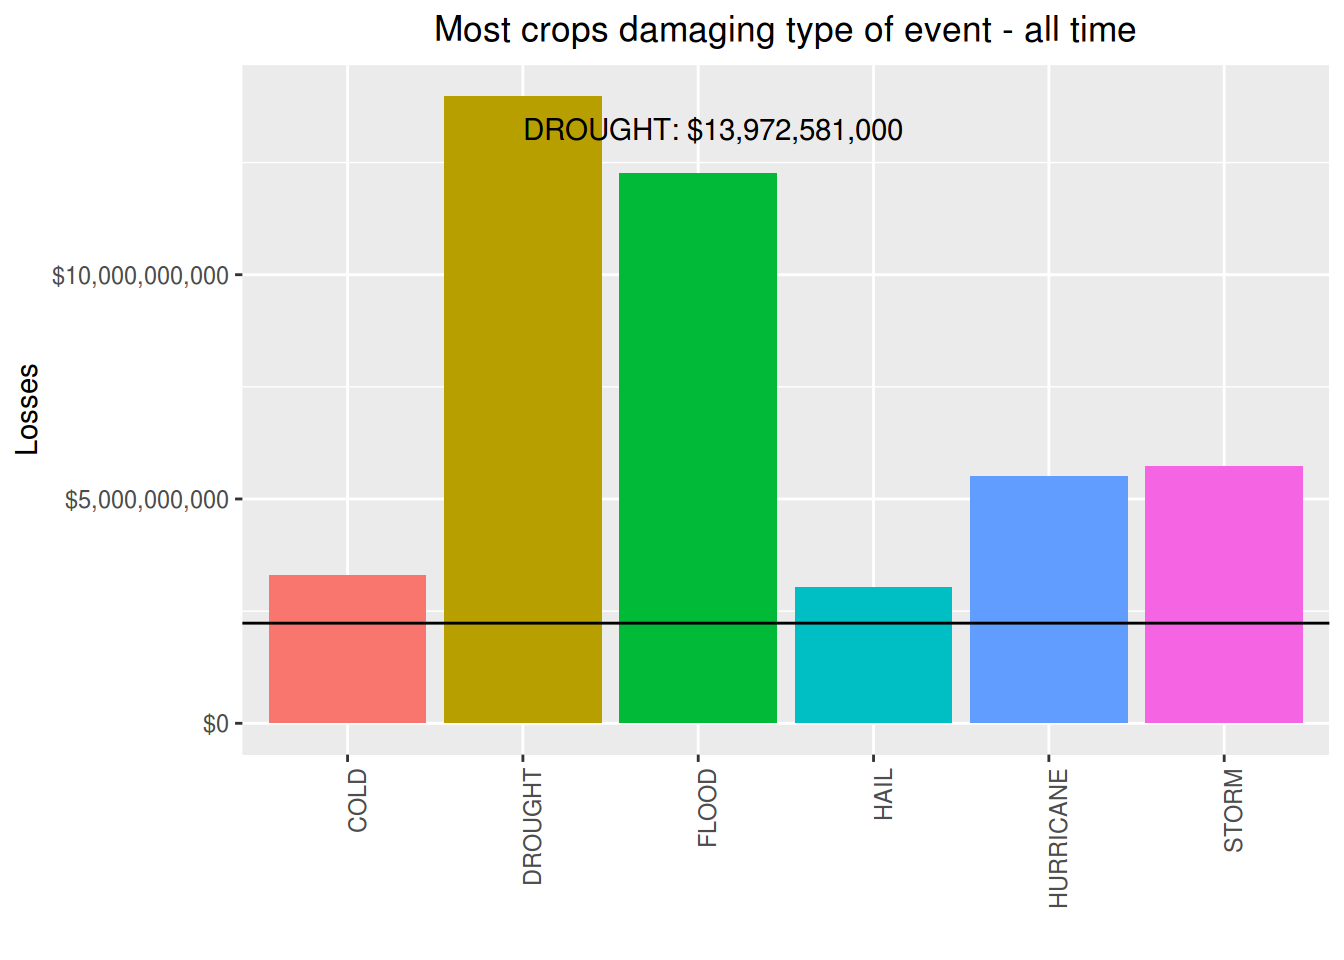 Most crops damaging type of event - all time
DROUGHT: $13,972,581,000
$10,000,000,000
$5,000,000,000
$0
Losses
COLD
DROUGHT
FLOOD
HAIL
HURRICANE
STORM